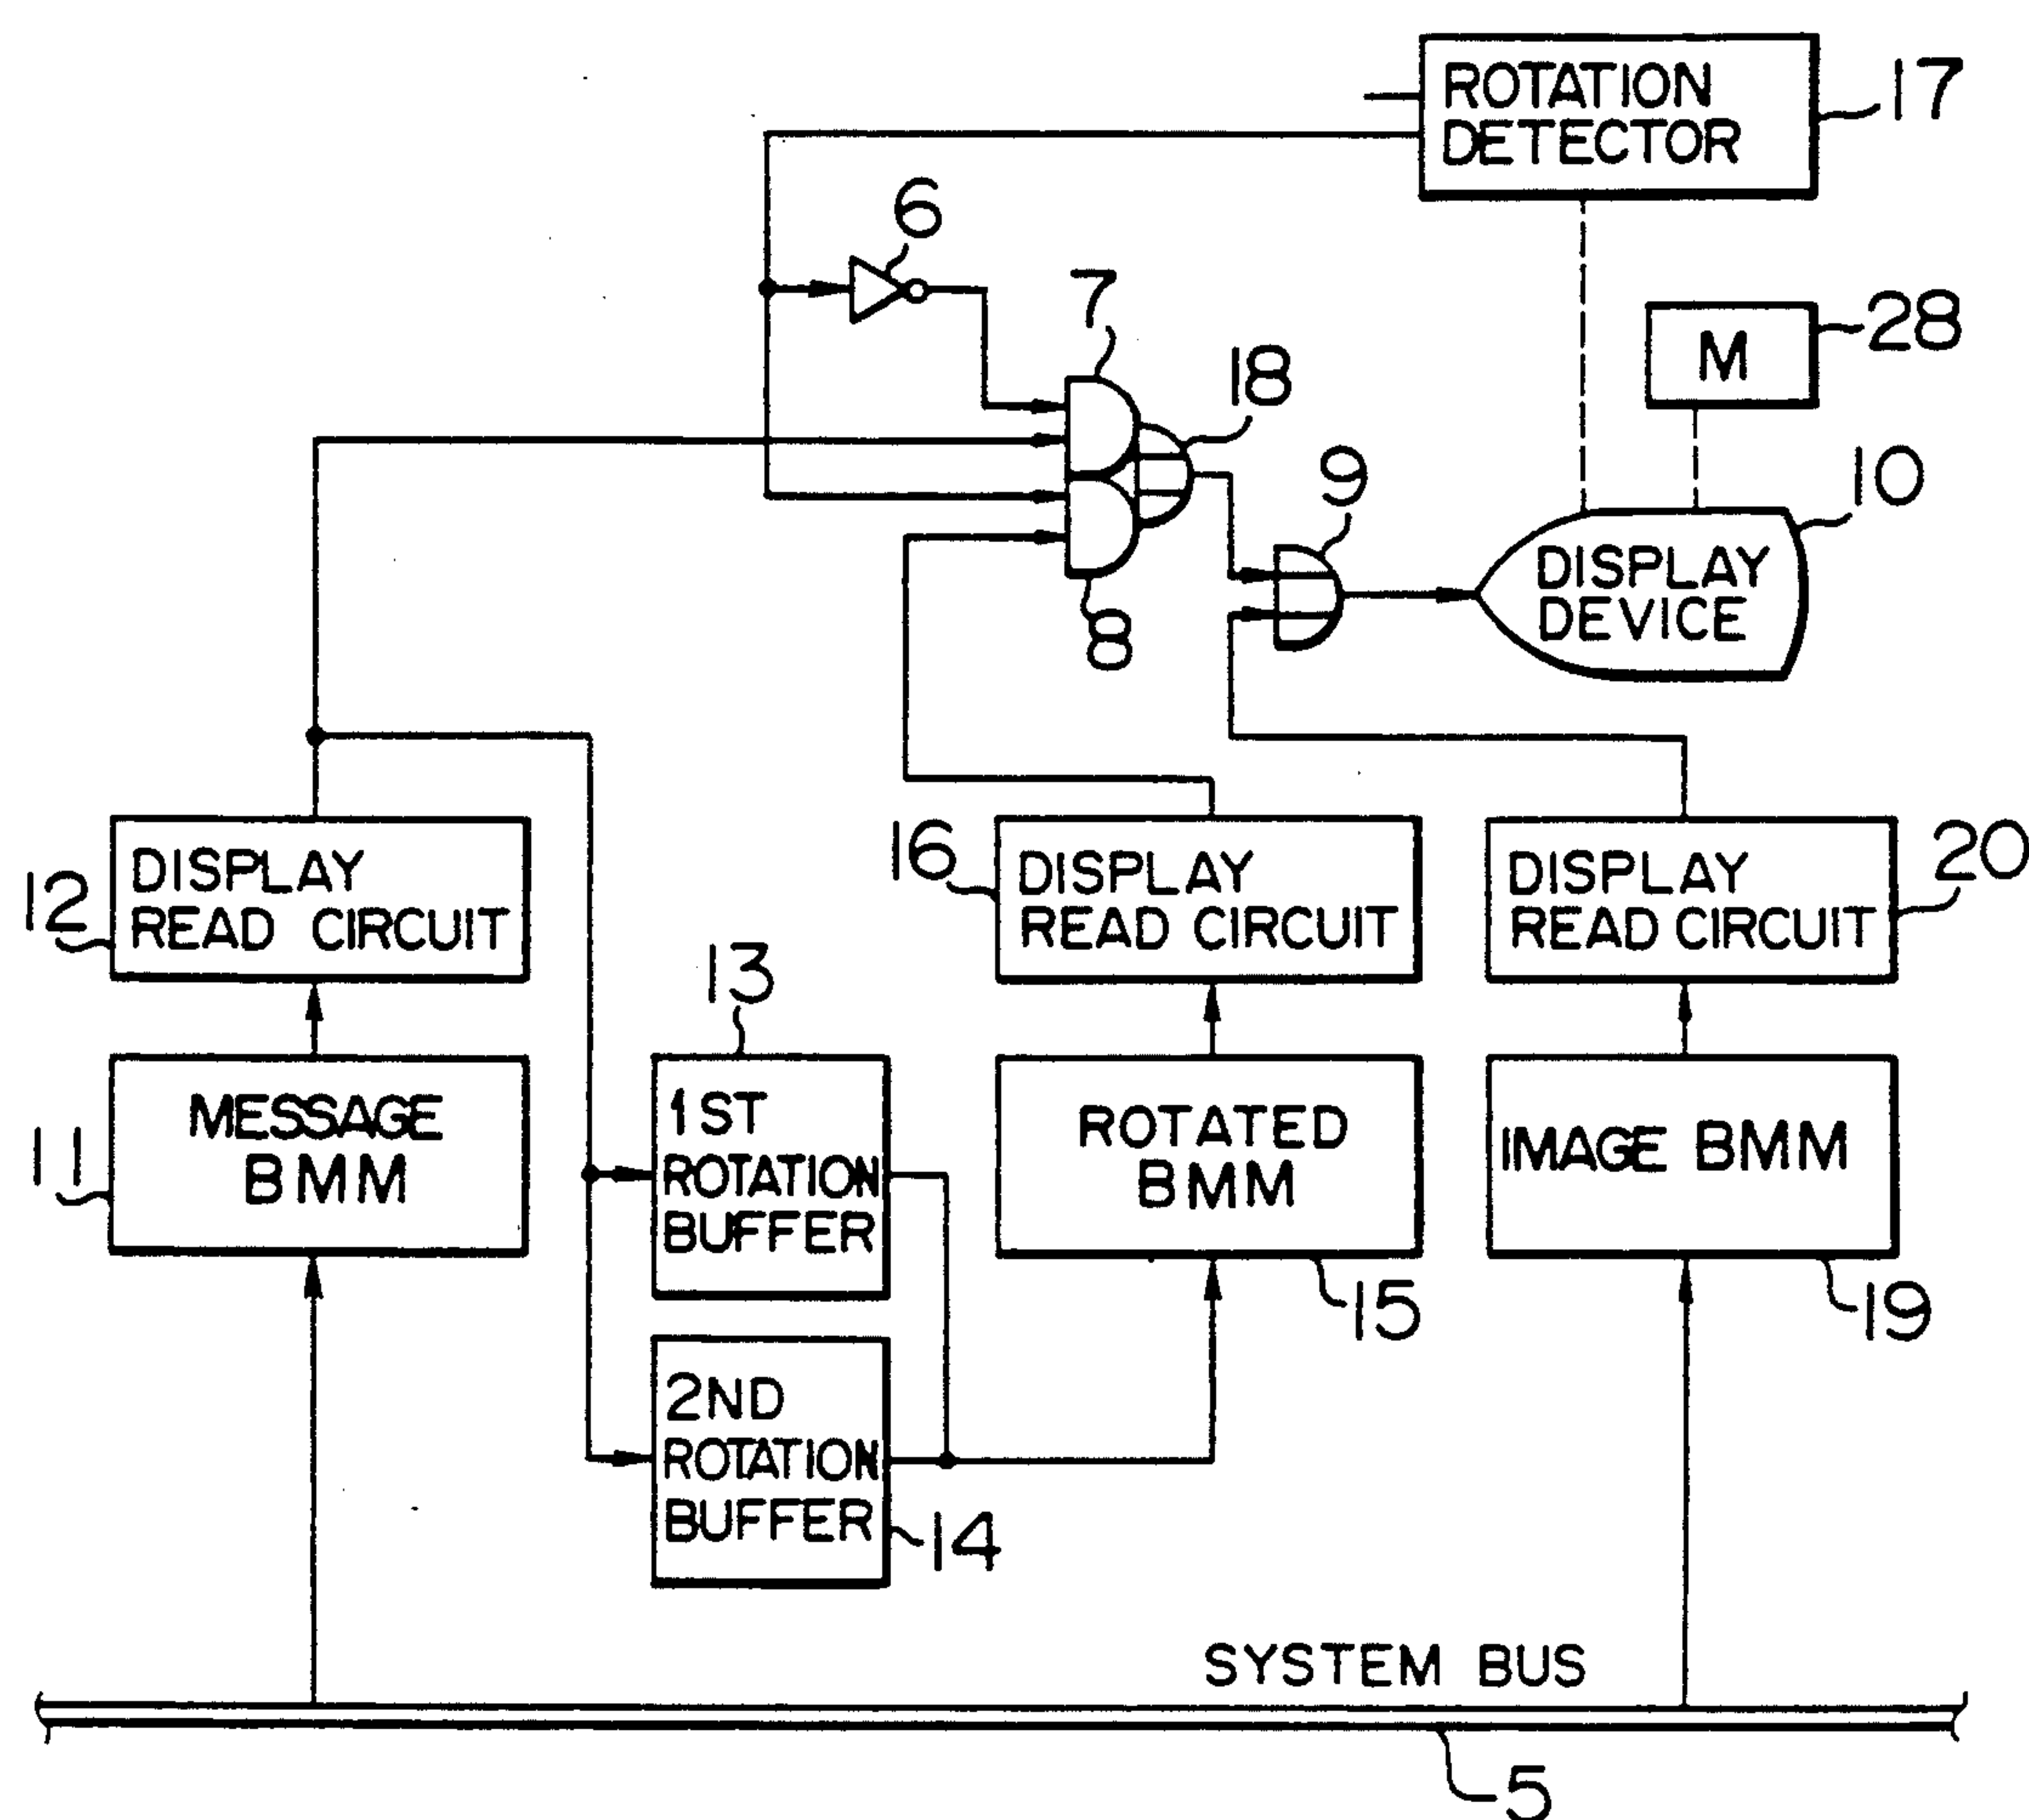 ROTATION
DETECTOR
17
6
7
M
28
18
9
10
DISPLAY
DEVICE
8
12
DISPLAY
READ CIRCUIT
16
DISPLAY
READ CIRCUIT
DISPLAY
READ CIRCUIT
20
13
11
MESSAGE
BMM
1ST
ROTATION
BUFFER
ROTATED
BMM
IMAGE BMM
15
19
2ND
ROTATION
BUFFER
14
SYSTEM BUS
5